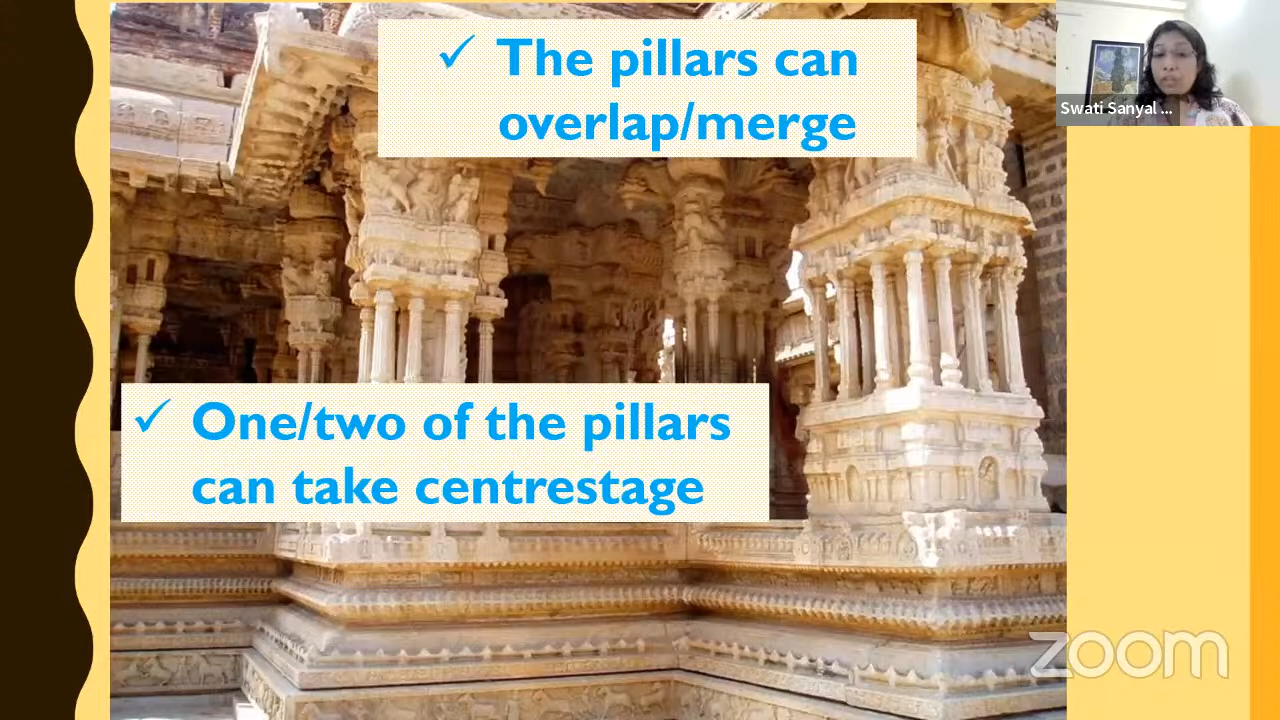 ✓ The pillars can
overlap/merge
Swati Sanyal ...
✓ One/two of the pillars
can take centrestage
zoom